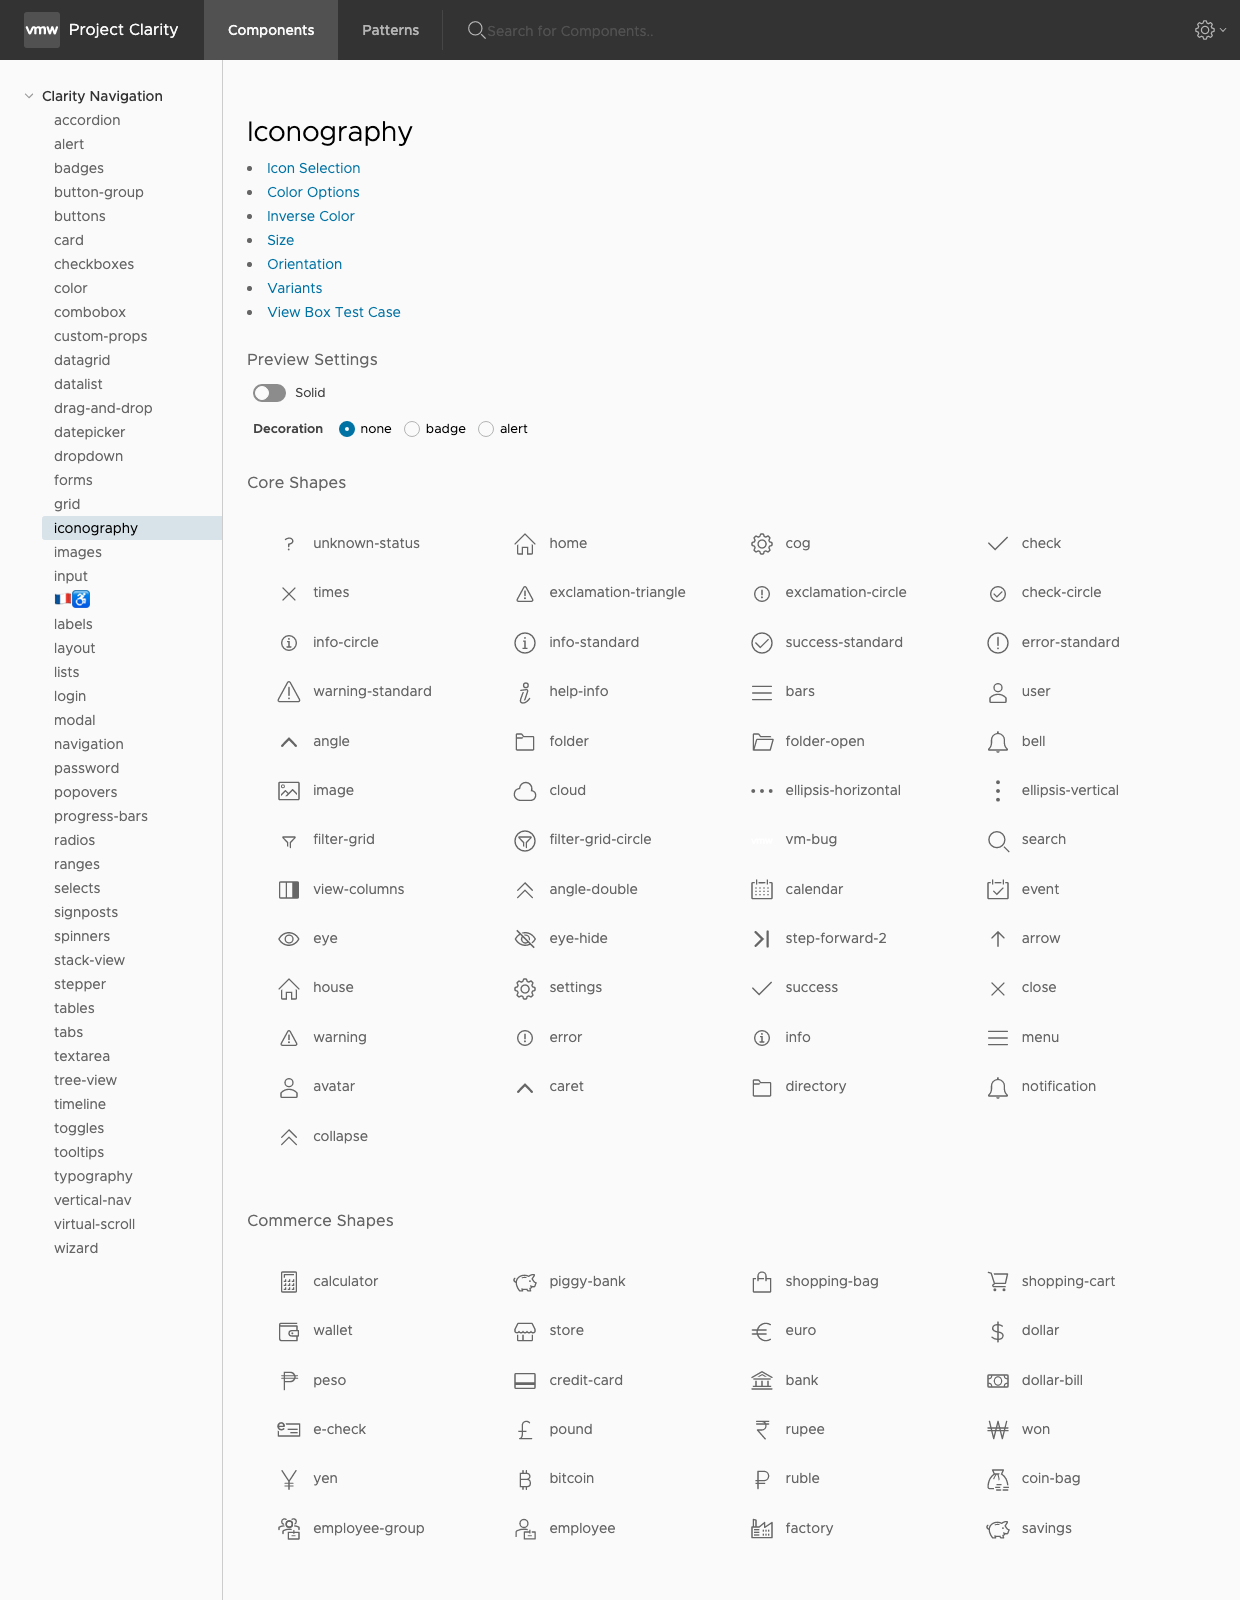 vmw Project Clarity Components Patterns Search for Components..
Clarity Navigation
accordion
alert
badges
button-group
buttons
card
checkboxes
color
combobox
custom-props
datagrid
datalist
drag-and-drop
datepicker
dropdown
forms
grid
iconography
images
input
🇫🇷♿
labels
layout
lists
login
modal
navigation
password
popovers
progress-bars
radios
ranges
selects
signposts
spinners
stack-view
stepper
tables
tabs
textarea
tree-view
timeline
toggles
tooltips
typography
vertical-nav
virtual-scroll
wizard
Iconography
• Icon Selection
• Color Options
• Inverse Color
• Size
• Orientation
• Variants
• View Box Test Case
Preview Settings
Solid
Decoration none badge alert
Core Shapes
unknown-status home cog check
times exclamation-triangle exclamation-circle check-circle
info-circle info-standard success-standard error-standard
warning-standard help-info bars user
angle folder folder-open bell
image cloud ellipsis-horizontal ellipsis-vertical
filter-grid filter-grid-circle vm-bug search
view-columns angle-double calendar event
eye eye-hide step-forward-2 arrow
house settings success close
warning error info menu
avatar caret directory notification
collapse
Commerce Shapes
calculator piggy-bank shopping-bag shopping-cart
wallet store euro dollar
peso credit-card bank dollar-bill
e-check pound rupee won
yen bitcoin ruble coin-bag
employee-group employee factory savings